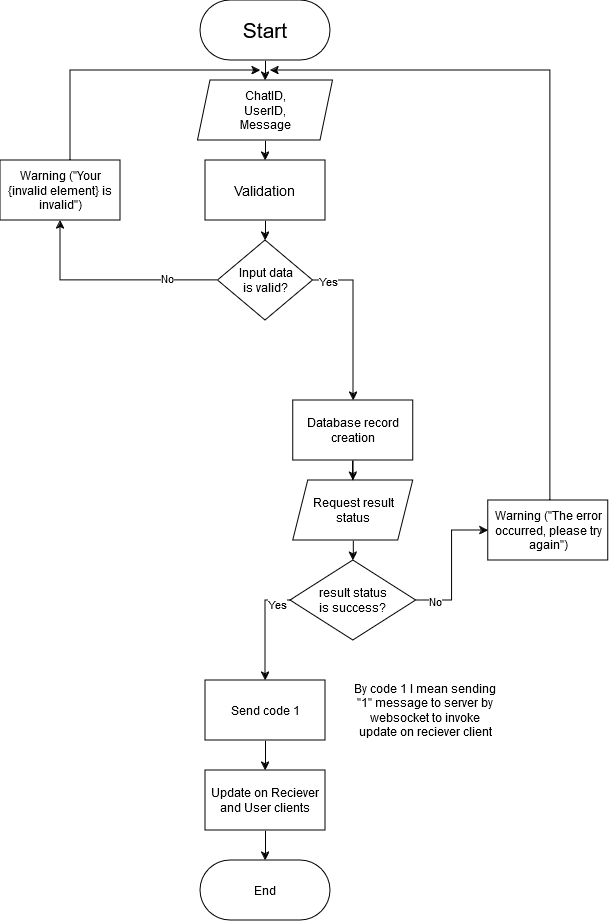 Start
ChatID,
UserID,
Message
Warning ("Your
{invalid element} is
invalid")
Validation
Input data
is valid?
No
Yes
Database record
creation
Request result
status
Warning ("The error
occurred, please try
again")
result status
is success?
Yes
No
Send code 1
By code 1 I mean sending
"1" message to server by
websocket to invoke
update on reciever client
Update on Reciever
and User clients
End